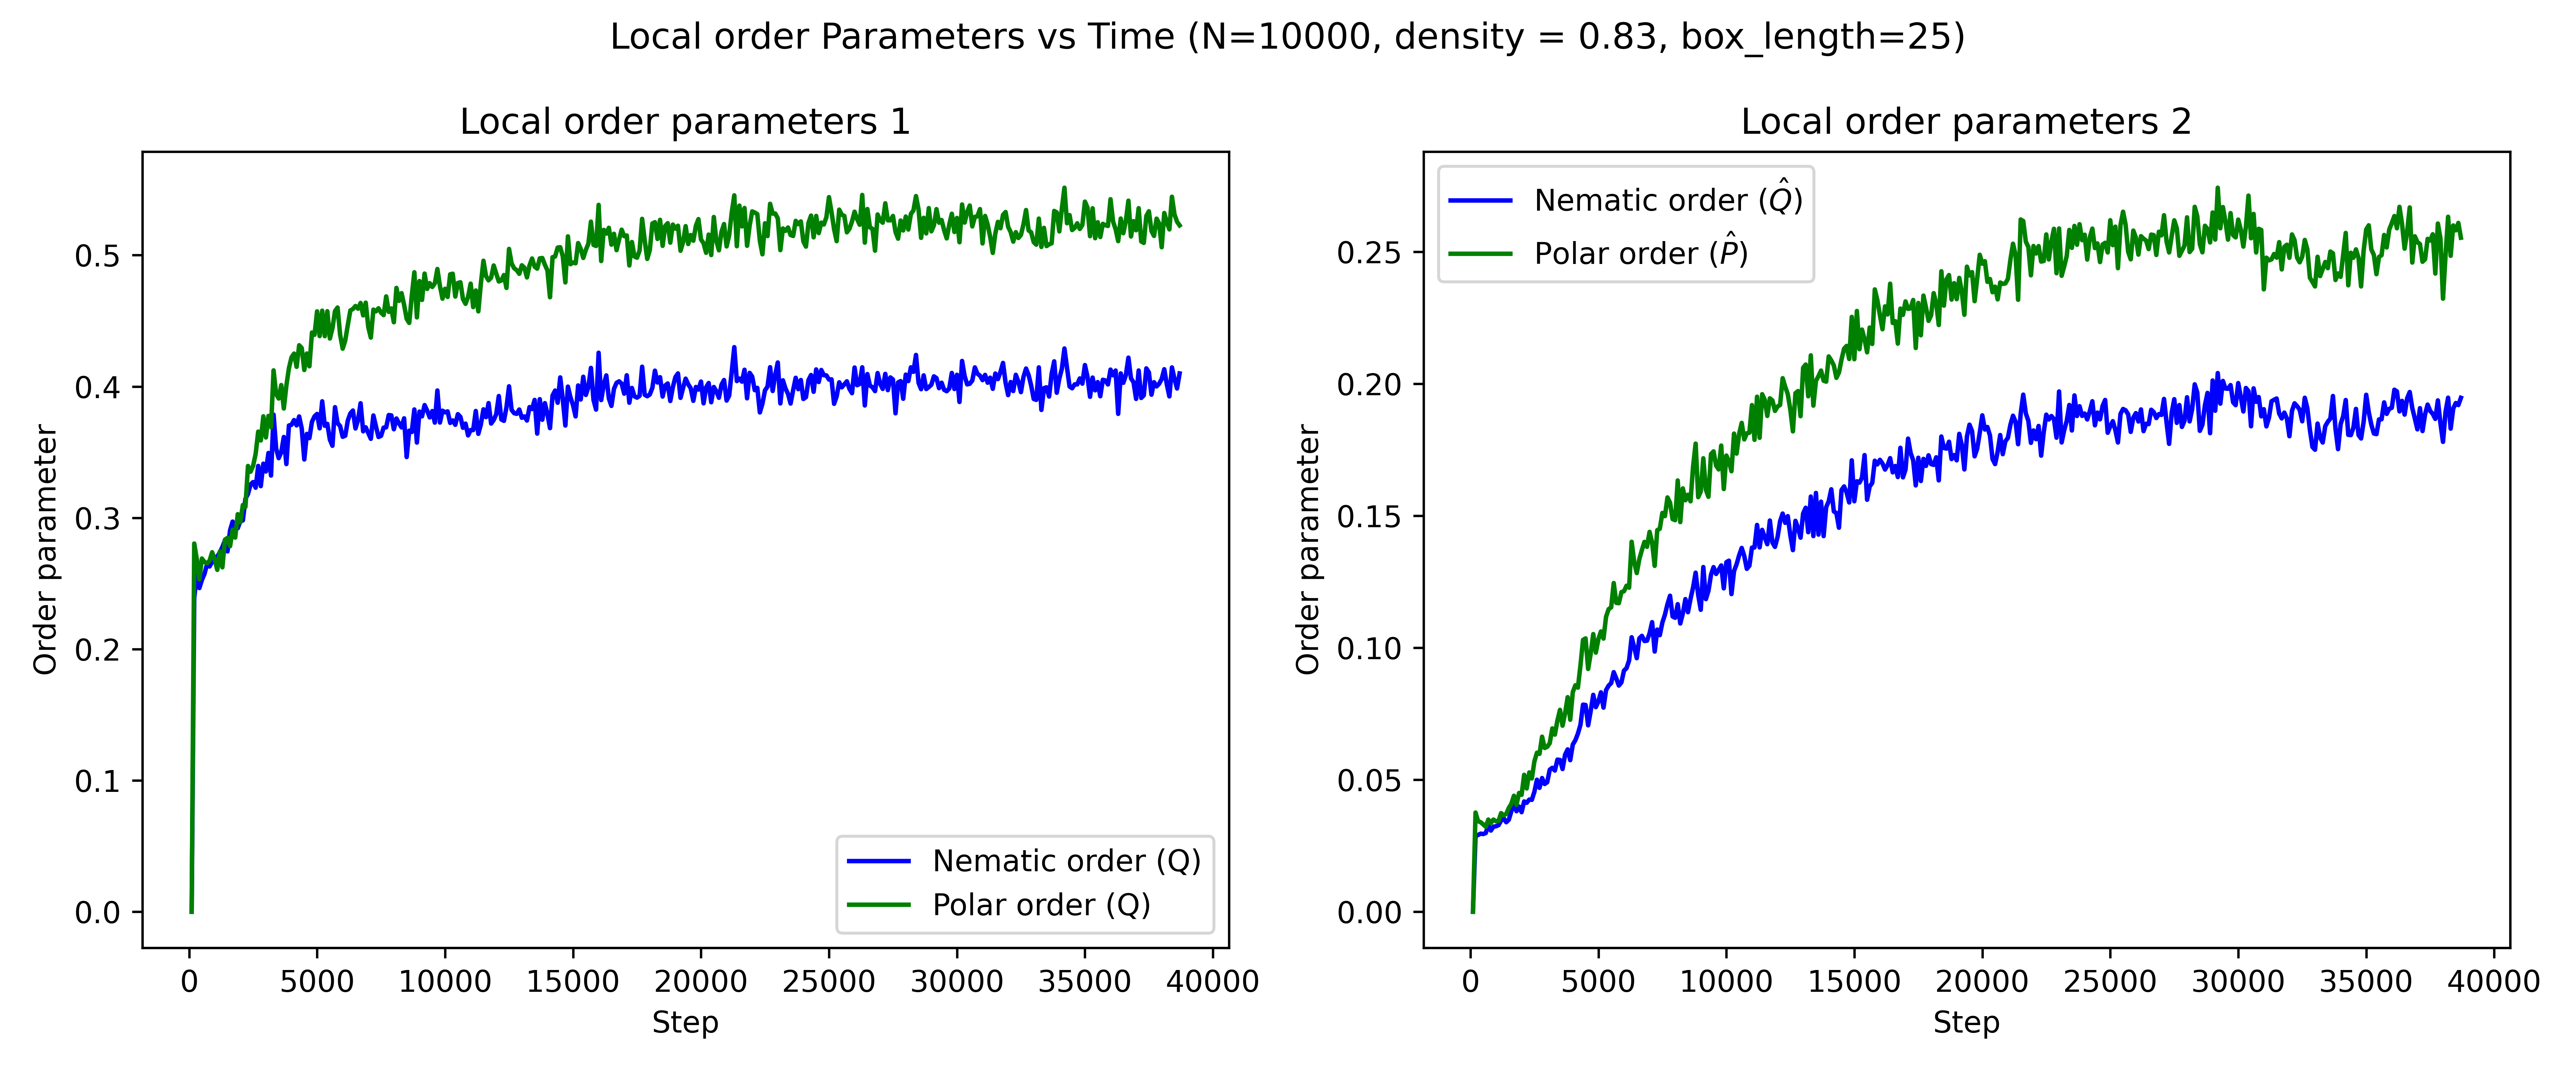 Local order Parameters vs Time (N=10000, density = 0.83, box_length=25)
Local order parameters 1
Order parameter
0.5
0.4
0.3
0.2
0.1
0.0
Nematic order (Q)
Polar order (Q)
0 5000 10000 15000 20000 25000 30000 35000 40000
Step
Local order parameters 2
Order parameter
Nematic order (Q̂)
Polar order (P̂)
0.25
0.20
0.15
0.10
0.05
0.00
0 5000 10000 15000 20000 25000 30000 35000 40000
Step